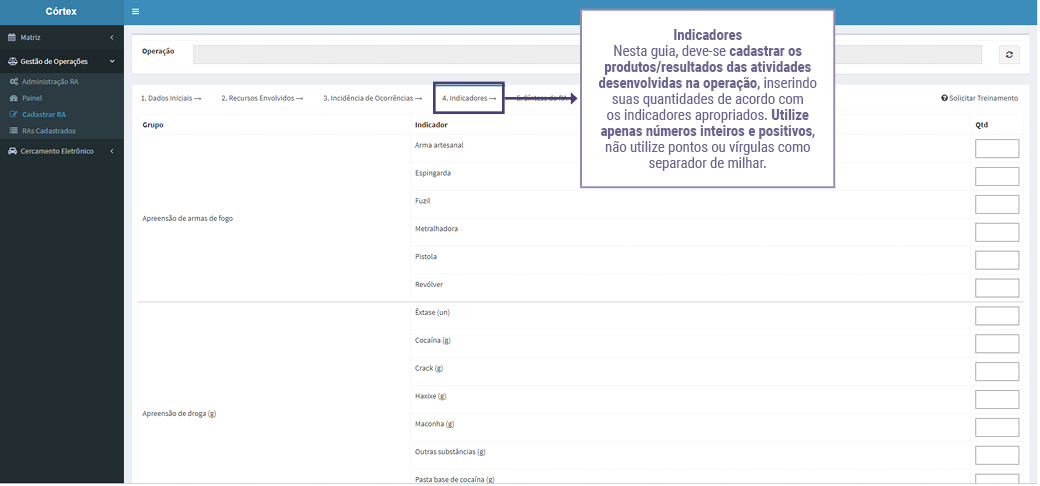 Córtex
Matriz
Gestão de Operações
Administração RA
Painel
Cadastrar RA
RAs Cadastrados
Cercamento Eletrônico
Operação
Indicadores
Nesta guia, deve-se cadastrar os
produtos/resultados das atividades
desenvolvidas na operação, inserindo
suas quantidades de acordo com
os indicadores apropriados. Utilize
apenas números inteiros e positivos,
não utilize pontos ou vírgulas como
separador de milhar.
1. Dados Iniciais → 2. Recursos Envolvidos → 3. Incidência de Ocorrências → 4. Indicadores → 5. Síntese do RA Solicitar Treinamento
Grupo Indicador Qtd
Apreensão de armas de fogo
Arma artesanal
Espingarda
Fuzil
Metralhadora
Pistola
Revólver
Apreensão de droga (g)
Êxtase (un)
Cocaína (g)
Crack (g)
Haxixe (g)
Maconha (g)
Outras substâncias (g)
Pasta base de cocaína (g)